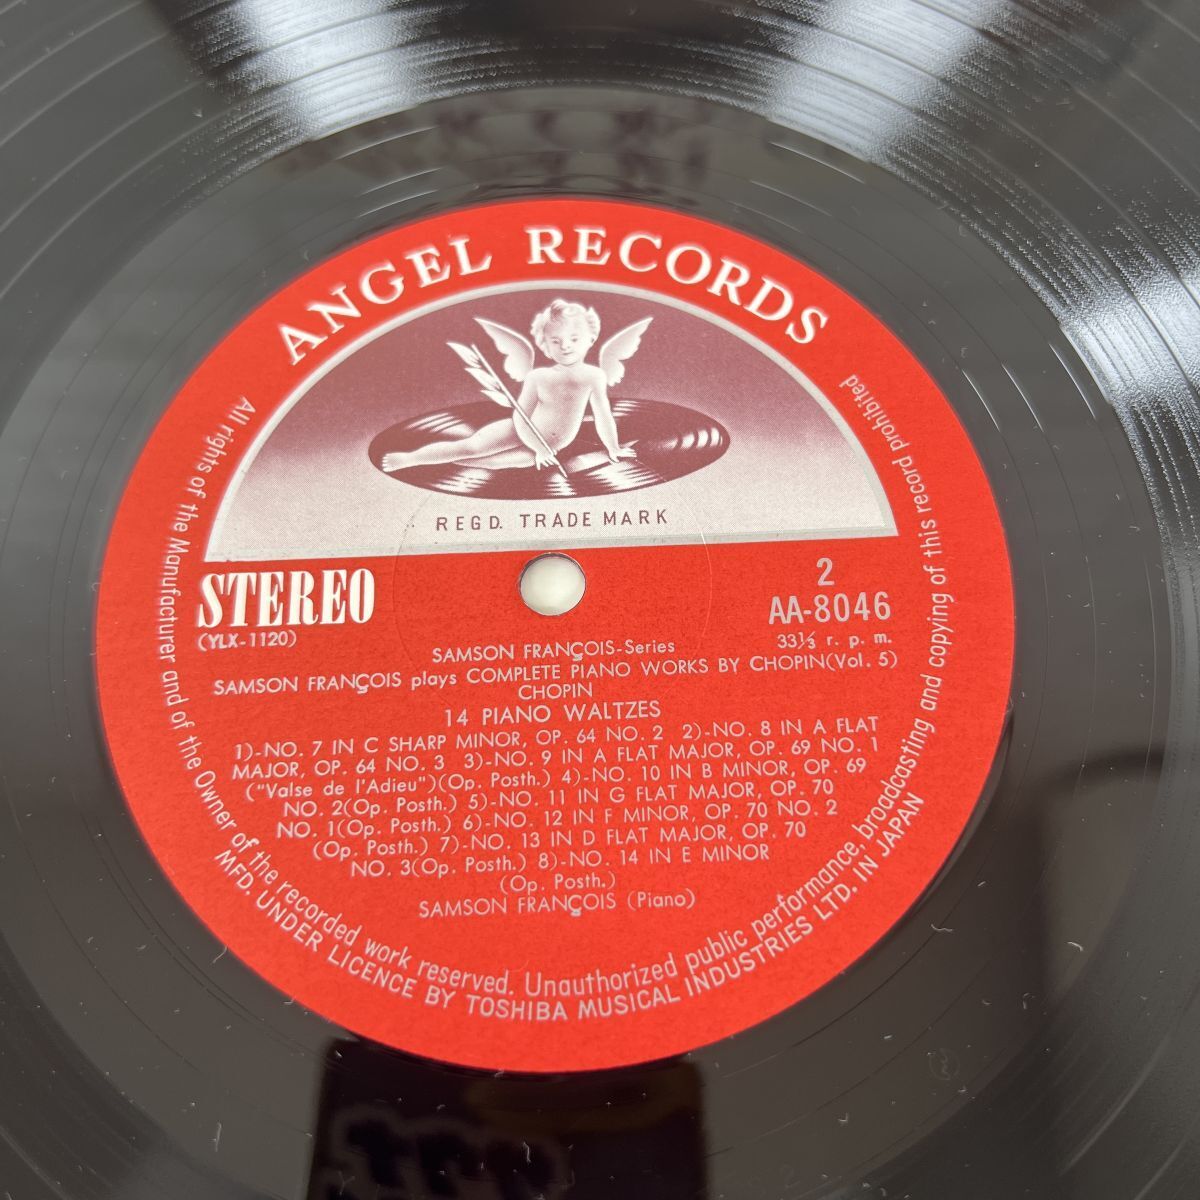 ANGEL RECORDS
REGD. TRADE MARK
STEREO
(YLX-1120)
2
AA-8046
33⅓ r. p. m.
SAMSON FRANÇOIS-Series
SAMSON FRANÇOIS plays COMPLETE PIANO WORKS BY CHOPIN(Vol. 5)
CHOPIN
14 PIANO WALTZES
1)-NO. 7 IN C SHARP MINOR, OP. 64 NO. 2 2)-NO. 8 IN A FLAT
MAJOR, OP. 64 NO. 3 3)-NO. 9 IN A FLAT MAJOR, OP. 69 NO. 1
("Valse de l'Adieu")(Op. Posth.) 4)-NO. 10 IN B MINOR, OP. 69
NO. 2(Op. Posth.) 5)-NO. 11 IN G FLAT MAJOR, OP. 70
NO. 1(Op. Posth.) 6)-NO. 12 IN F MINOR, OP. 70 NO. 2
(Op. Posth.) 7)-NO. 13 IN D FLAT MAJOR, OP. 70
NO. 3(Op. Posth.) 8)-NO. 14 IN E MINOR
(Op. Posth.)
SAMSON FRANÇOIS (Piano)
All rights of the Manufacturer and of the Owner of the recorded work reserved. Unauthorized public performance, broadcasting and copying of this record prohibited
MFD. UNDER LICENCE BY TOSHIBA MUSICAL INDUSTRIES LTD. IN JAPAN